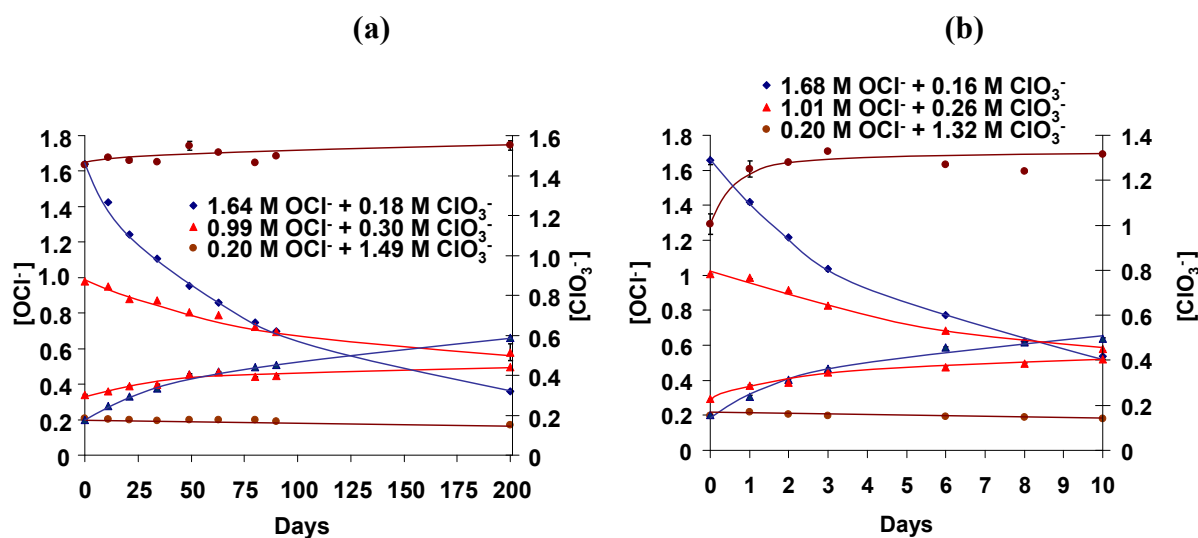 (a)
1.8
1.6
1.4
1.2
1.0
0.8
0.6
0.4
0.2
0
[OCl⁻]
1.64 M OCl⁻ + 0.18 M ClO₃⁻
0.99 M OCl⁻ + 0.30 M ClO₃⁻
0.20 M OCl⁻ + 1.49 M ClO₃⁻
1.6
1.4
1.2
1.0
0.8
0.6
0.4
0.2
0
[ClO₃⁻]
0 25 50 75 100 125 150 175 200
Days
(b)
1.68 M OCl⁻ + 0.16 M ClO₃⁻
1.01 M OCl⁻ + 0.26 M ClO₃⁻
0.20 M OCl⁻ + 1.32 M ClO₃⁻
1.8
1.6
1.4
1.2
1
0.8
0.6
0.4
0.2
0
[OCl⁻]
1.4
1.2
1
0.8
0.6
0.4
0.2
0
[ClO₃⁻]
0 1 2 3 4 6 8 10
Days